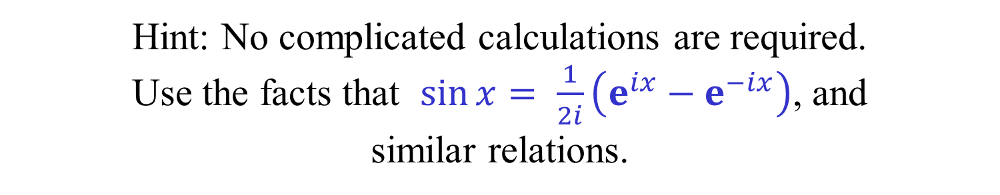 Hint: No complicated calculations are required.
Use the facts that sin x = 1/2i (e^ix − e^−ix), and
similar relations.